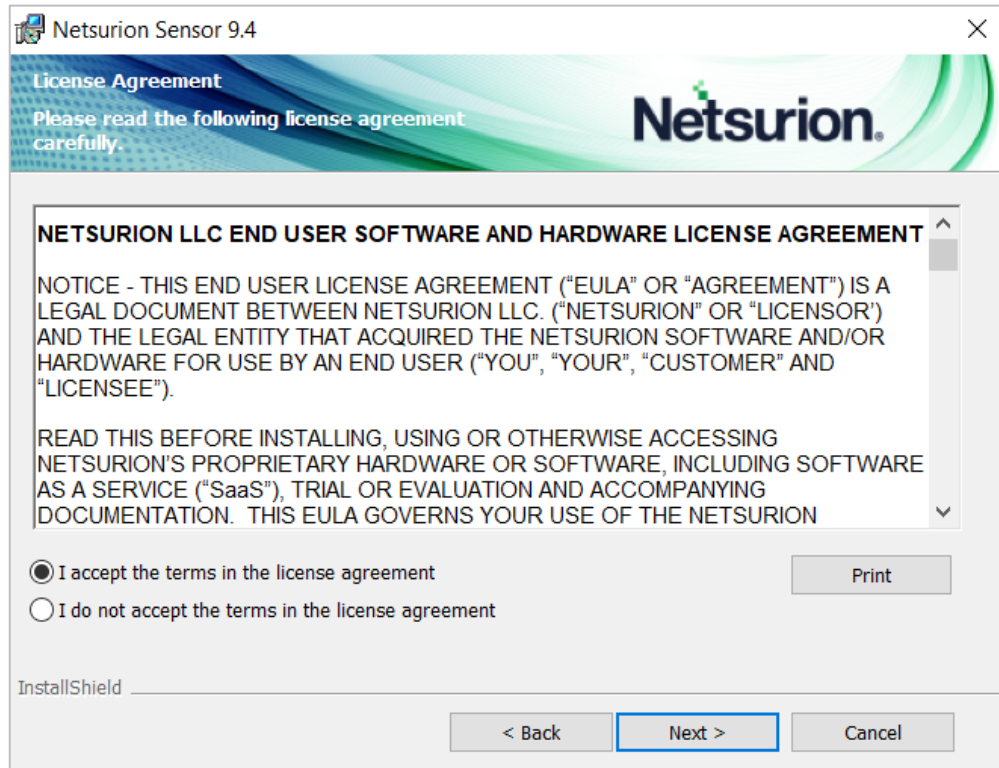 Netsurion Sensor 9.4
License Agreement
Please read the following license agreement
carefully.
Netsurion.
NETSURION LLC END USER SOFTWARE AND HARDWARE LICENSE AGREEMENT
NOTICE - THIS END USER LICENSE AGREEMENT (“EULA” OR “AGREEMENT”) IS A
LEGAL DOCUMENT BETWEEN NETSURION LLC. (“NETSURION” OR “LICENSOR’)
AND THE LEGAL ENTITY THAT ACQUIRED THE NETSURION SOFTWARE AND/OR
HARDWARE FOR USE BY AN END USER (“YOU”, “YOUR”, “CUSTOMER” AND
“LICENSEE”).
READ THIS BEFORE INSTALLING, USING OR OTHERWISE ACCESSING
NETSURION’S PROPRIETARY HARDWARE OR SOFTWARE, INCLUDING SOFTWARE
AS A SERVICE (“SaaS”), TRIAL OR EVALUATION AND ACCOMPANYING
DOCUMENTATION.  THIS EULA GOVERNS YOUR USE OF THE NETSURION
I accept the terms in the license agreement
Print
I do not accept the terms in the license agreement
InstallShield
< Back
Next >
Cancel